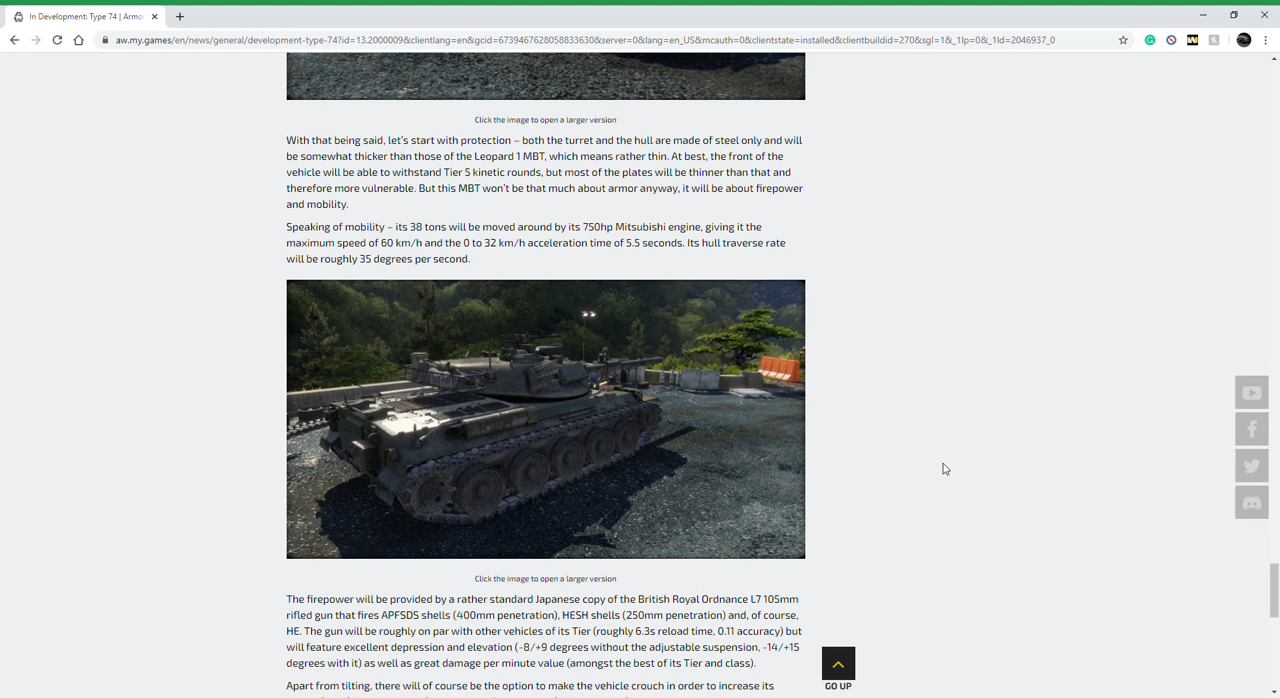 In Development: Type 74 | Armo
aw.my.games/en/news/general/development-type-74?id=13.2000009&clientlang=en&gcid=6739467628058833630&server=0&lang=en_US&mcauth=0&clientstate=installed&clientbuildid=270&sgl=1&_1lp=0&_1ld=2046937_0
Click the image to open a larger version
With that being said, let's start with protection – both the turret and the hull are made of steel only and will
be somewhat thicker than those of the Leopard 1 MBT, which means rather thin. At best, the front of the
vehicle will be able to withstand Tier 5 kinetic rounds, but most of the plates will be thinner than that and
therefore more vulnerable. But this MBT won't be that much about armor anyway, it will be about firepower
and mobility.
Speaking of mobility – its 38 tons will be moved around by its 750hp Mitsubishi engine, giving it the
maximum speed of 60 km/h and the 0 to 32 km/h acceleration time of 5.5 seconds. Its hull traverse rate
will be roughly 35 degrees per second.
Click the image to open a larger version
The firepower will be provided by a rather standard Japanese copy of the British Royal Ordnance L7 105mm
rifled gun that fires APFSDS shells (400mm penetration), HESH shells (250mm penetration) and, of course,
HE. The gun will be roughly on par with other vehicles of its Tier (roughly 6.3s reload time, 0.11 accuracy) but
will feature excellent depression and elevation (-8/+9 degrees without the adjustable suspension, -14/+15
degrees with it) as well as great damage per minute value (amongst the best of its Tier and class).
GO UP
Apart from tilting, there will of course be the option to make the vehicle crouch in order to increase its